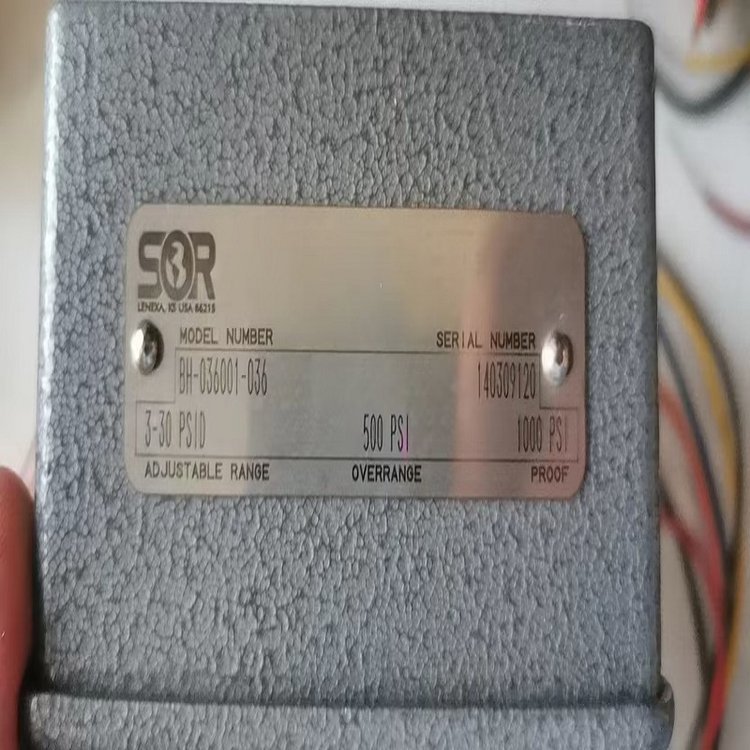 SOR
LENEXA, KS USA 66215
MODEL NUMBER SERIAL NUMBER
BH-036001-036 140309120
3-30 PSID 500 PSI 1000 PSI
ADJUSTABLE RANGE OVERRANGE PROOF